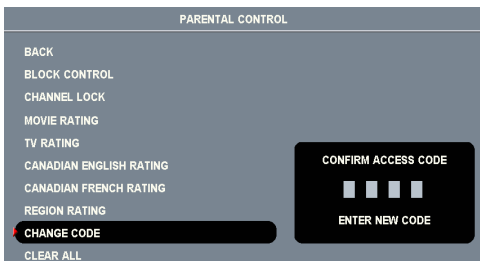 PARENTAL CONTROL
BACK
BLOCK CONTROL
CHANNEL LOCK
MOVIE RATING
TV RATING
CANADIAN ENGLISH RATING
CANADIAN FRENCH RATING
REGION RATING
CHANGE CODE
CLEAR ALL
CONFIRM ACCESS CODE
ENTER NEW CODE